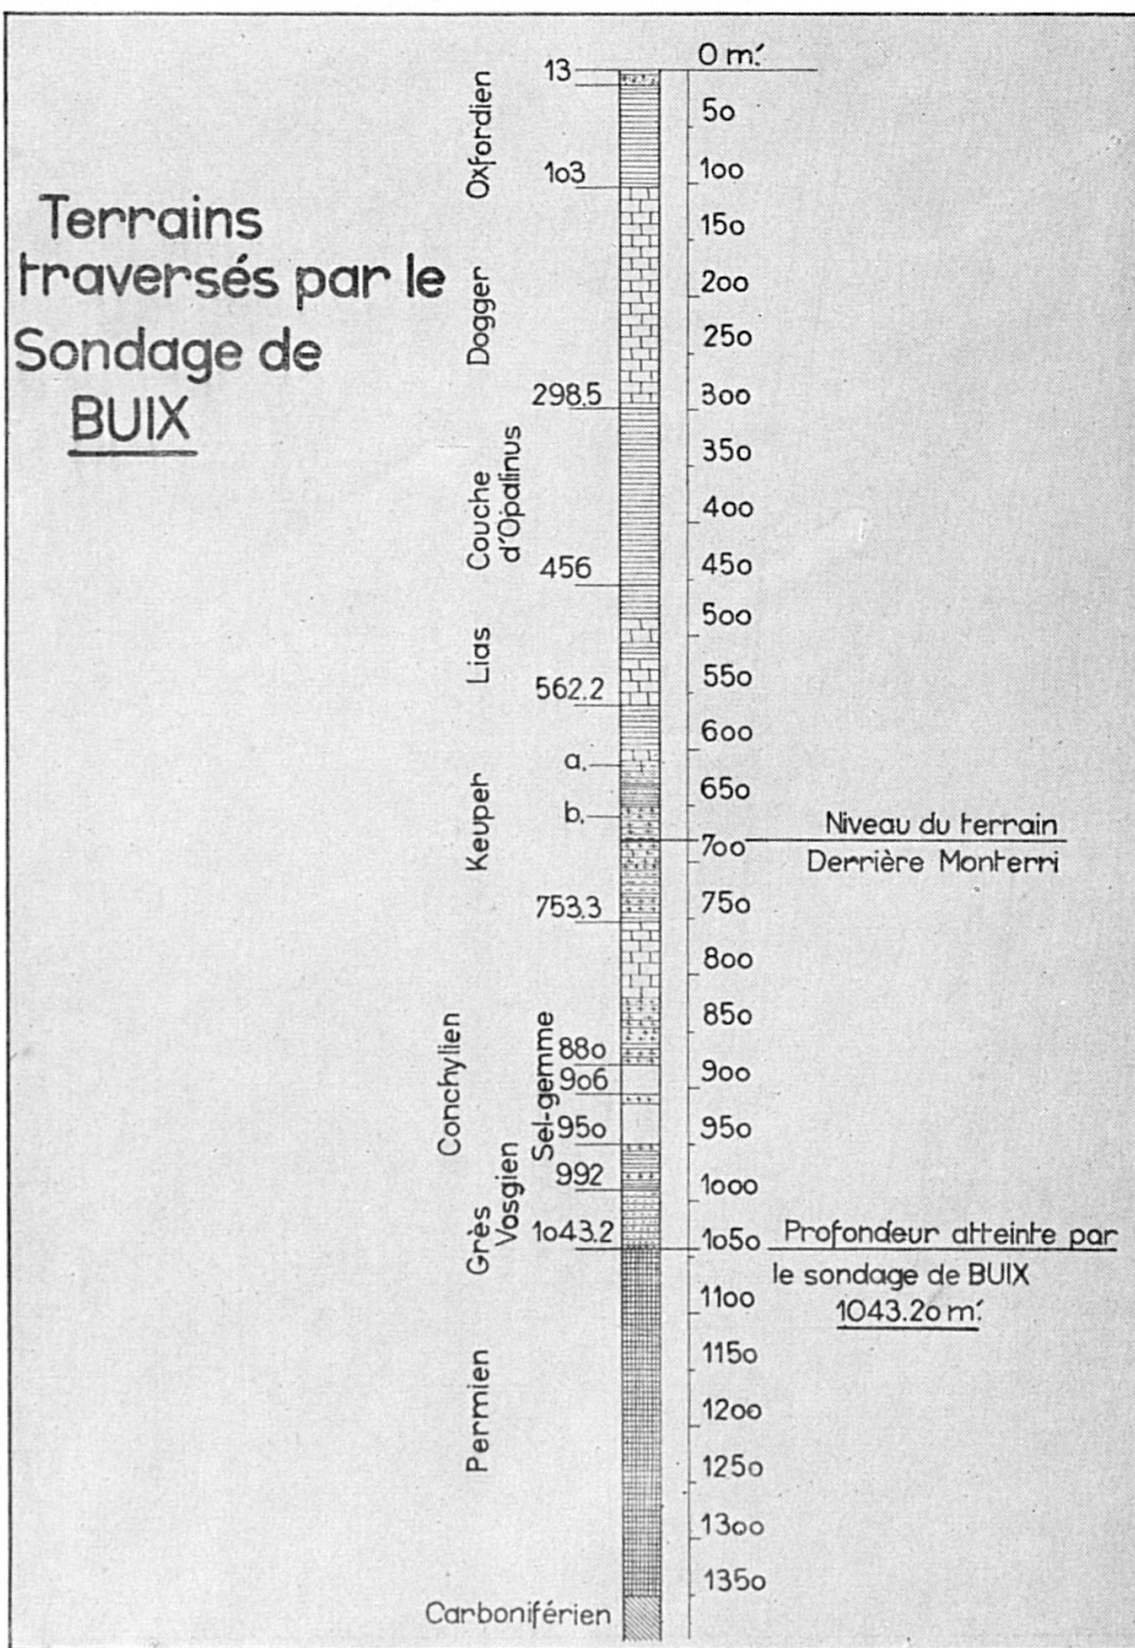 Terrains
traversés par le
Sondage de
BUIX
Oxfordien
Dogger
Couche
d'Opalinus
Lias
Keuper
Conchylien
Sel-gemme
Grès
Vosgien
Permien
Carboniférien
13
103
298.5
456
562.2
a.
b.
753.3
880
906
950
992
1043.2
0 m.
50
100
150
200
250
300
350
400
450
500
550
600
650
700
750
800
850
900
950
1000
1050
1100
1150
1200
1250
1300
1350
Niveau du terrain
Derrière Monterri
Profondeur atteinte par
le sondage de BUIX
1043.20 m.